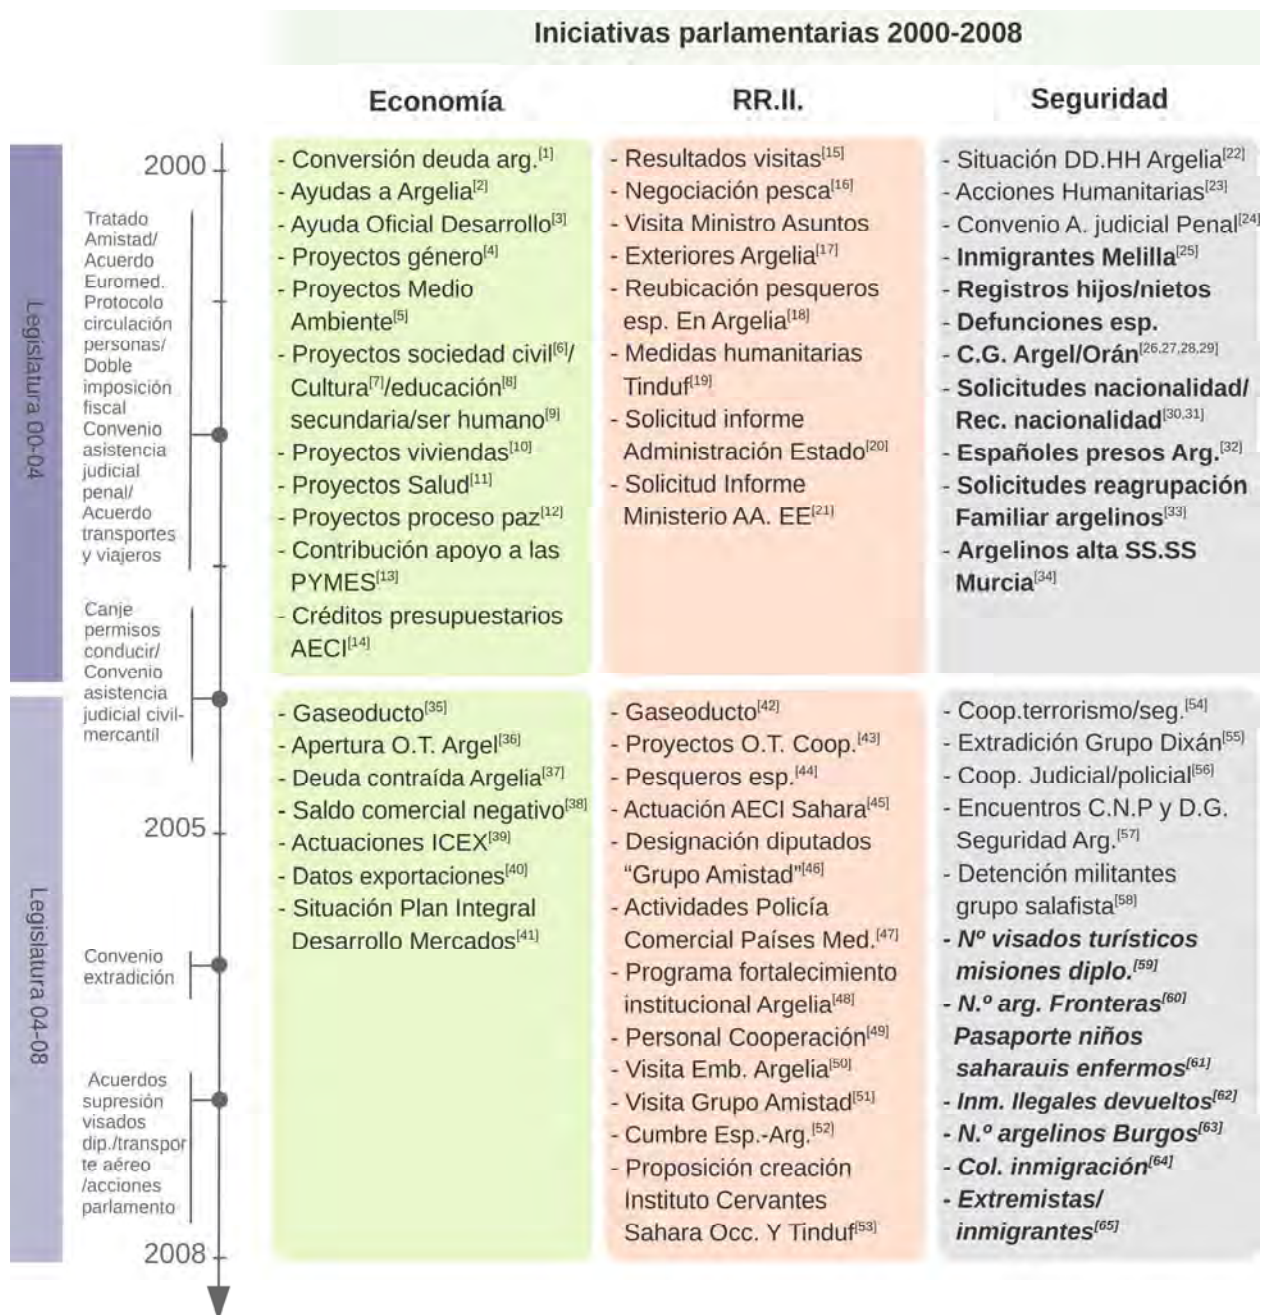 Iniciativas parlamentarias 2000-2008
Economía
RR.II.
Seguridad
Legislatura 00-04
2000
Tratado
Amistad/
Acuerdo
Euromed.
Protocolo
circulación
personas/
Doble
imposición
fiscal
Convenio
asistencia
judicial
penal/
Acuerdo
transportes
y viajeros
Canje
permisos
conducir/
Convenio
asistencia
judicial civil-
mercantil
- Conversión deuda arg.[1]
- Ayudas a Argelia[2]
- Ayuda Oficial Desarrollo[3]
- Proyectos género[4]
- Proyectos Medio
Ambiente[5]
- Proyectos sociedad civil[6]/
Cultura[7]/educación[8]
secundaria/ser humano[9]
- Proyectos viviendas[10]
- Proyectos Salud[11]
- Proyectos proceso paz[12]
- Contribución apoyo a las
PYMES[13]
- Créditos presupuestarios
AECI[14]
- Resultados visitas[15]
- Negociación pesca[16]
- Visita Ministro Asuntos
Exteriores Argelia[17]
- Reubicación pesqueros
esp. En Argelia[18]
- Medidas humanitarias
Tinduf[19]
- Solicitud informe
Administración Estado[20]
- Solicitud Informe
Ministerio AA. EE[21]
- Situación DD.HH Argelia[22]
- Acciones Humanitarias[23]
- Convenio A. judicial Penal[24]
- Inmigrantes Melilla[25]
- Registros hijos/nietos
- Defunciones esp.
- C.G. Argel/Orán[26,27,28,29]
- Solicitudes nacionalidad/
Rec. nacionalidad[30,31]
- Españoles presos Arg.[32]
- Solicitudes reagrupación
Familiar argelinos[33]
- Argelinos alta SS.SS
Murcia[34]
Legislatura 04-08
2005
Convenio
extradición
Acuerdos
supresión
visados
dip./transpor
te aéreo
/acciones
parlamento
2008
- Gaseoducto[35]
- Apertura O.T. Argel[36]
- Deuda contraída Argelia[37]
- Saldo comercial negativo[38]
- Actuaciones ICEX[39]
- Datos exportaciones[40]
- Situación Plan Integral
Desarrollo Mercados[41]
- Gaseoducto[42]
- Proyectos O.T. Coop.[43]
- Pesqueros esp.[44]
- Actuación AECI Sahara[45]
- Designación diputados
“Grupo Amistad”[46]
- Actividades Policía
Comercial Países Med.[47]
- Programa fortalecimiento
institucional Argelia[48]
- Personal Cooperación[49]
- Visita Emb. Argelia[50]
- Visita Grupo Amistad[51]
- Cumbre Esp.-Arg.[52]
- Proposición creación
Instituto Cervantes
Sahara Occ. Y Tinduf[53]
- Coop.terrorismo/seg.[54]
- Extradición Grupo Dixán[55]
- Coop. Judicial/policial[56]
- Encuentros C.N.P y D.G.
Seguridad Arg.[57]
- Detención militantes
grupo salafista[58]
- Nº visados turísticos
misiones diplo.[59]
- N.º arg. Fronteras[60]
Pasaporte niños
saharauis enfermos[61]
- Inm. Ilegales devueltos[62]
- N.º argelinos Burgos[63]
- Col. inmigración[64]
- Extremistas/
inmigrantes[65]